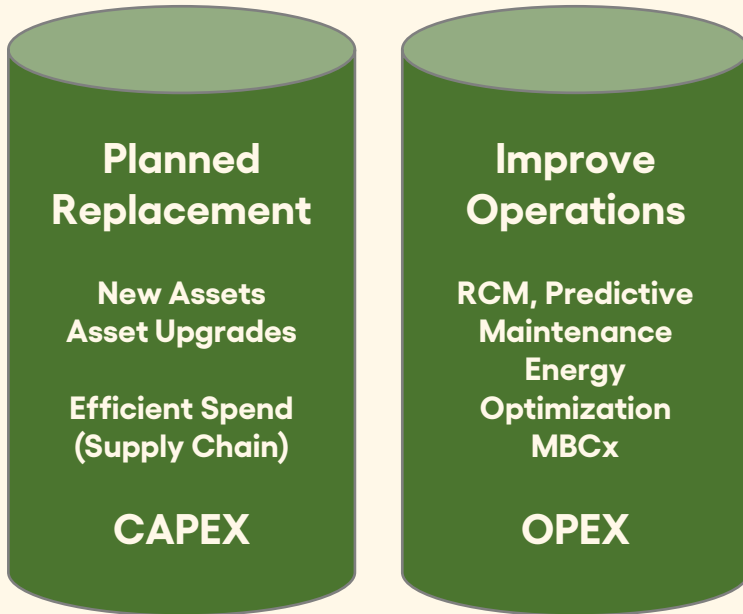 Planned
Replacement
New Assets
Asset Upgrades
Efficient Spend
(Supply Chain)
CAPEX
Improve
Operations
RCM, Predictive
Maintenance
Energy
Optimization
MBCx
OPEX